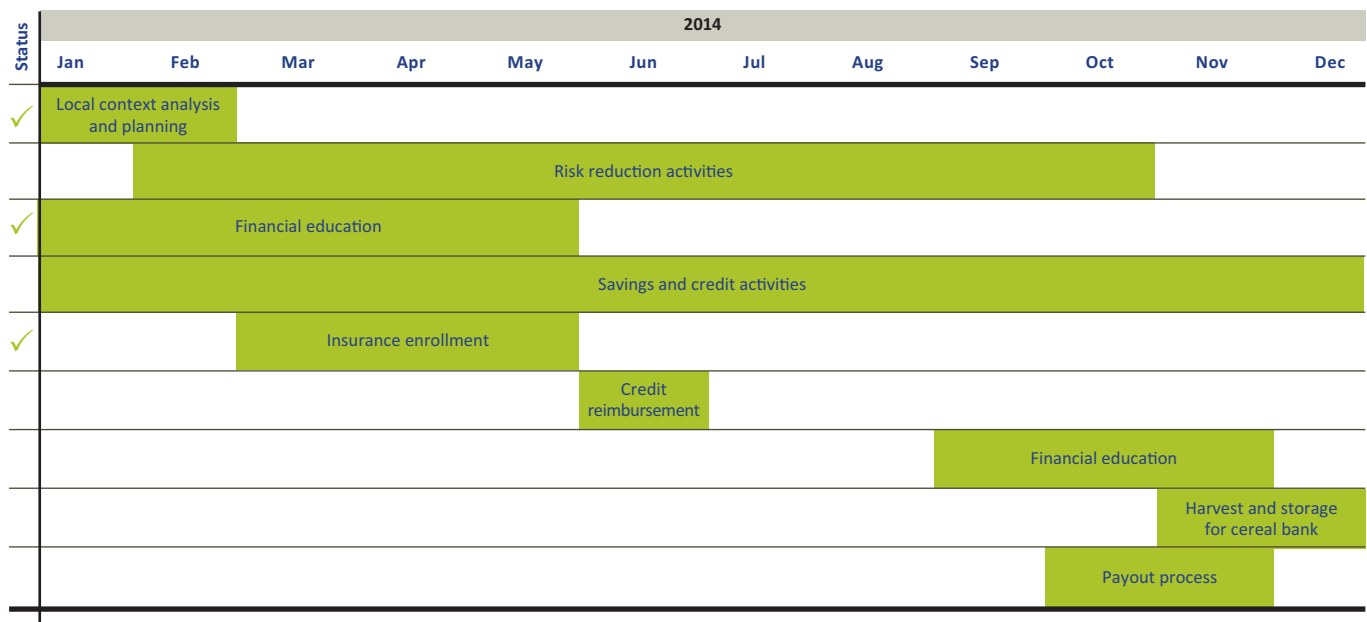 2014
Status
Jan Feb Mar Apr May Jun Jul Aug Sep Oct Nov Dec
Local context analysis
and planning
Risk reduction activities
Financial education
Savings and credit activities
Insurance enrollment
Credit
reimbursement
Financial education
Harvest and storage
for cereal bank
Payout process